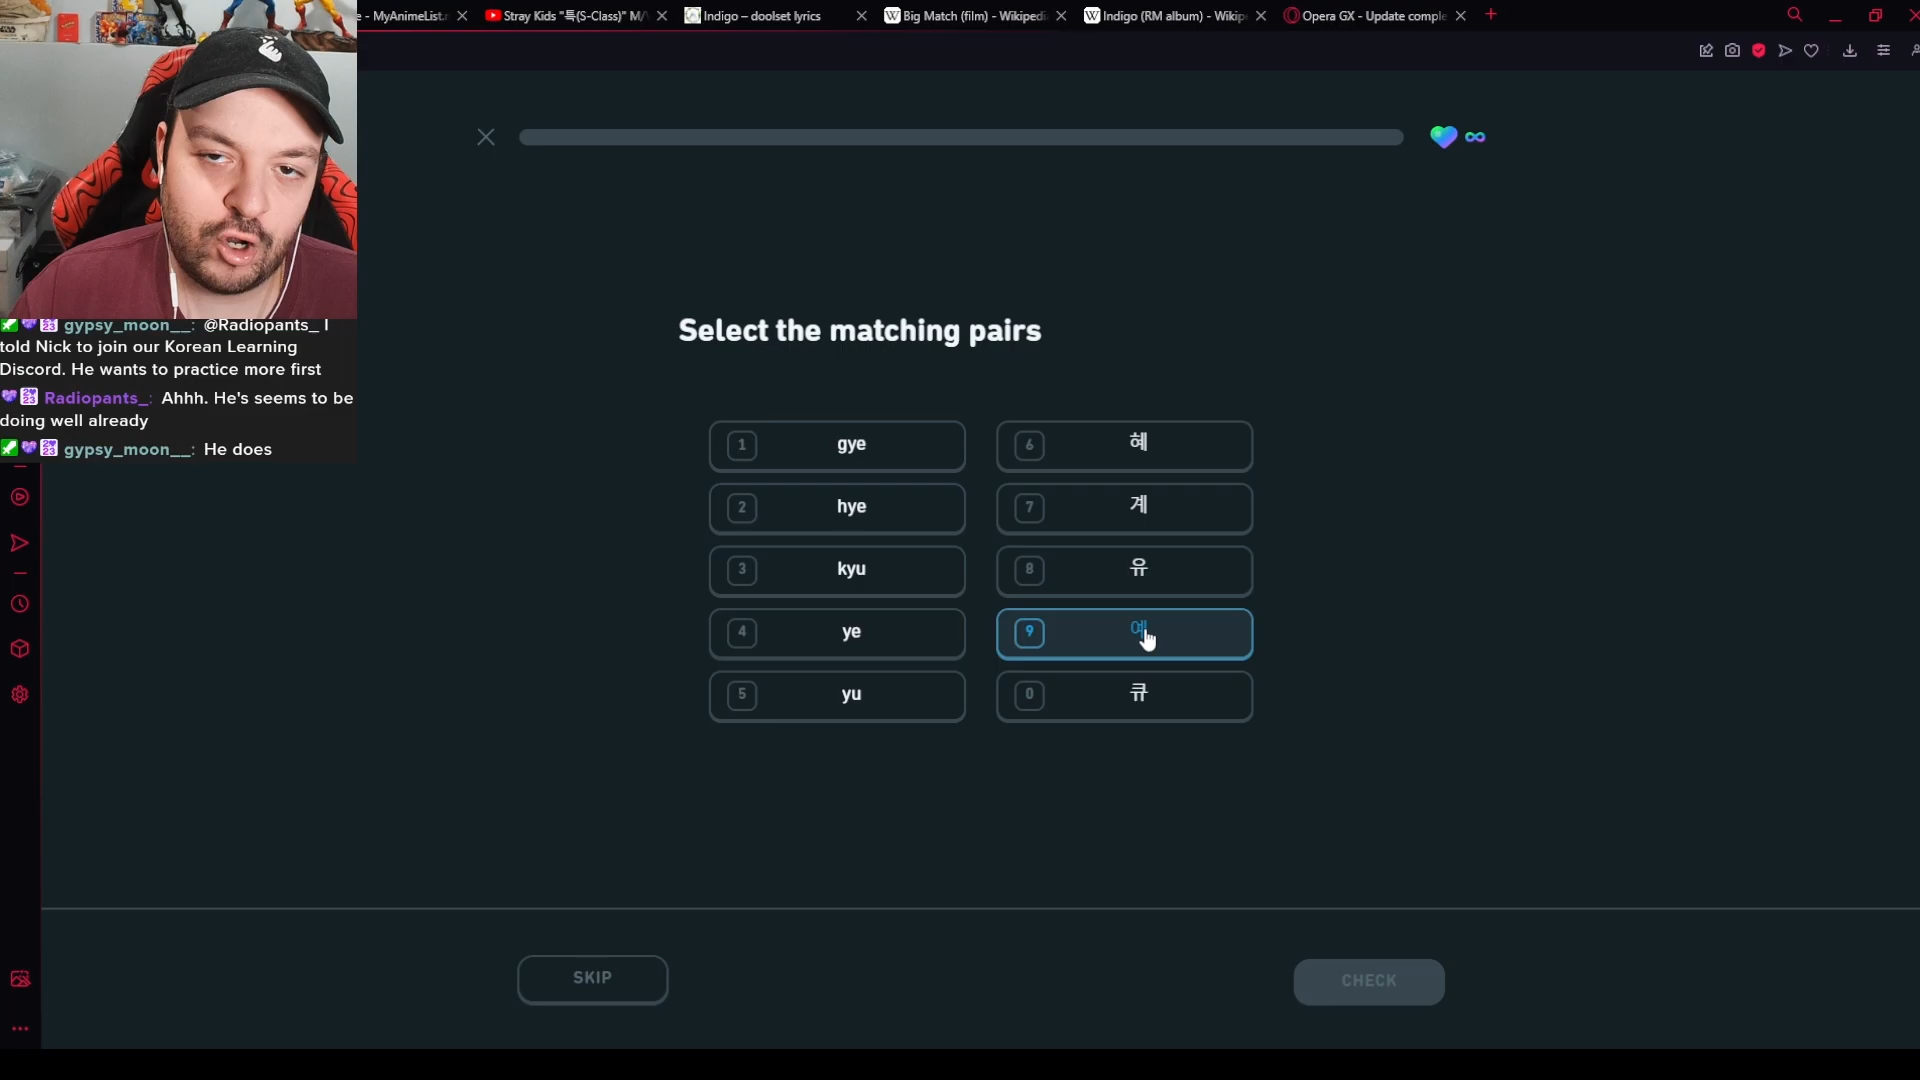 e - MyAnimeList.n
Stray Kids "특(S-Class)" M/V
Indigo – doolset lyrics
Big Match (film) - Wikipedi
Indigo (RM album) - Wikip
Opera GX - Update comple
gypsy_moon__: @Radiopants_ I
told Nick to join our Korean Learning
Discord. He wants to practice more first
Radiopants_: Ahhh. He's seems to be
doing well already
gypsy_moon__: He does
Select the matching pairs
1 gye
6 혜
2 hye
7 계
3 kyu
8 유
4 ye
9 예
5 yu
0 큐
SKIP
CHECK